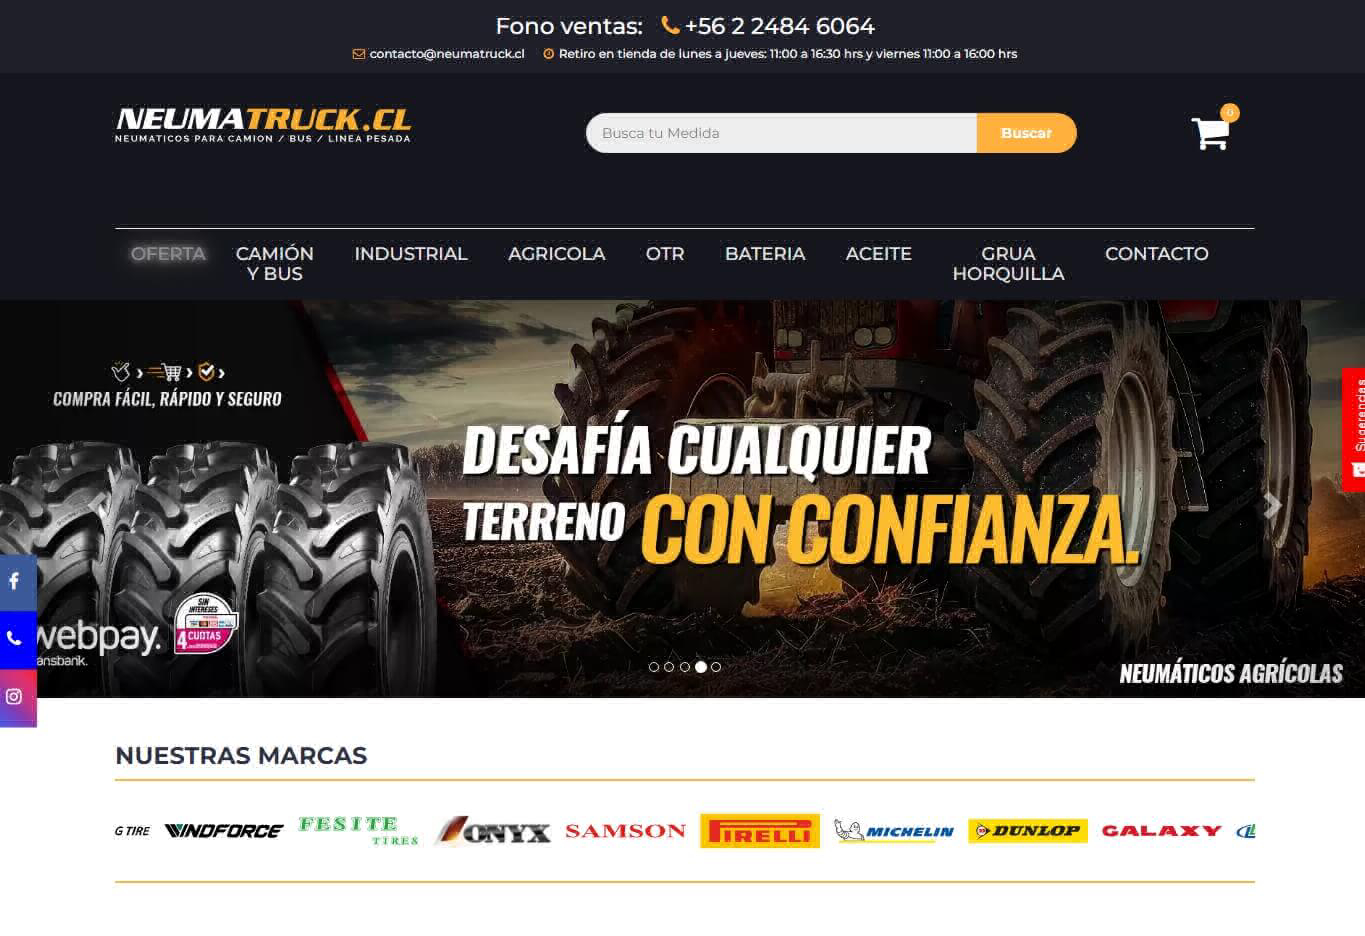 Fono ventas: +56 2 2484 6064
contacto@neumatruck.cl Retiro en tienda de lunes a jueves: 11:00 a 16:30 hrs y viernes 11:00 a 16:00 hrs
NEUMATRUCK.CL
NEUMATICOS PARA CAMION / BUS / LINEA PESADA
Busca tu Medida
Buscar
0
OFERTA
CAMIÓN
Y BUS
INDUSTRIAL
AGRICOLA
OTR
BATERIA
ACEITE
GRUA
HORQUILLA
CONTACTO
COMPRA FÁCIL, RÁPIDO Y SEGURO
DESAFÍA CUALQUIER
TERRENO CON CONFIANZA.
Sugerencias
SIN
INTERESES
4 CUOTAS
webpay.
ansbank.
NEUMÁTICOS AGRÍCOLAS
NUESTRAS MARCAS
G TIRE
WINDFORCE
FESITE
TIRES
ONYX
SAMSON
PIRELLI
MICHELIN
DUNLOP
GALAXY